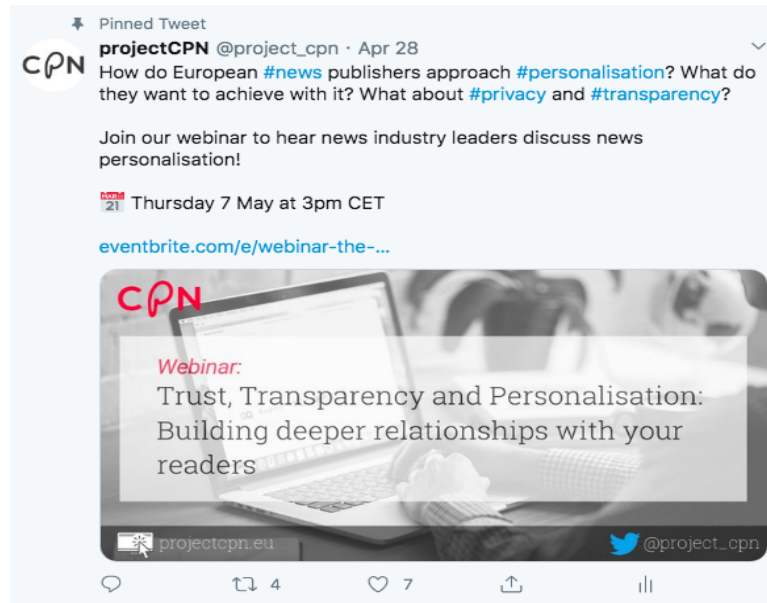 Pinned Tweet
projectCPN @project_cpn · Apr 28
CPN
How do European #news publishers approach #personalisation? What do
they want to achieve with it? What about #privacy and #transparency?
Join our webinar to hear news industry leaders discuss news
personalisation!
📅 Thursday 7 May at 3pm CET
eventbrite.com/e/webinar-the-...
CPN
Webinar:
Trust, Transparency and Personalisation:
Building deeper relationships with your
readers
projectcpn.eu
@project_cpn
4
7